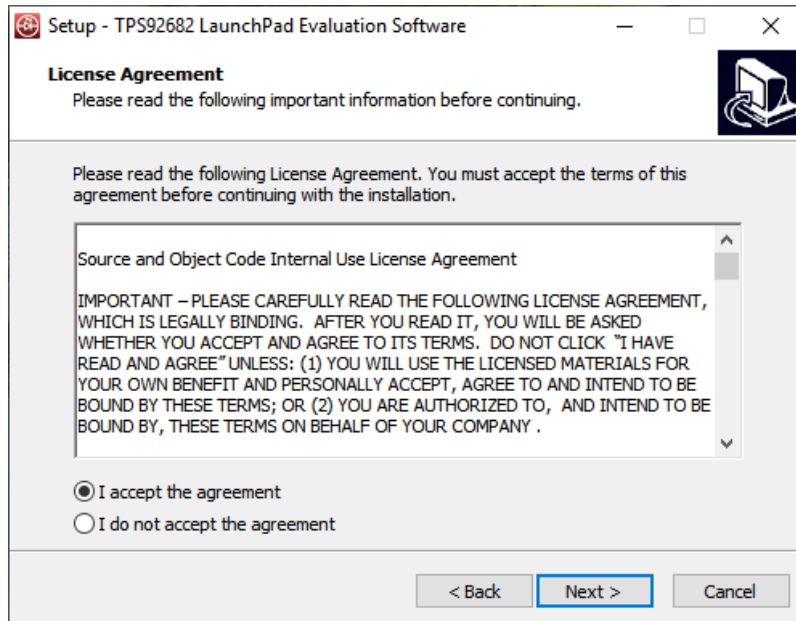 Setup - TPS92682 LaunchPad Evaluation Software
License Agreement
Please read the following important information before continuing.
Please read the following License Agreement. You must accept the terms of this
agreement before continuing with the installation.
Source and Object Code Internal Use License Agreement
IMPORTANT – PLEASE CAREFULLY READ THE FOLLOWING LICENSE AGREEMENT,
WHICH IS LEGALLY BINDING.  AFTER YOU READ IT, YOU WILL BE ASKED
WHETHER YOU ACCEPT AND AGREE TO ITS TERMS.  DO NOT CLICK  “I HAVE
READ AND AGREE” UNLESS: (1) YOU WILL USE THE LICENSED MATERIALS FOR
YOUR OWN BENEFIT AND PERSONALLY ACCEPT, AGREE TO AND INTEND TO BE
BOUND BY THESE TERMS; OR (2) YOU ARE AUTHORIZED TO,  AND INTEND TO BE
BOUND BY, THESE TERMS ON BEHALF OF YOUR COMPANY .
I accept the agreement
I do not accept the agreement
< Back
Next >
Cancel